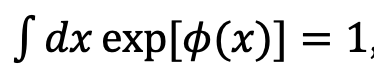 ∫ dx exp[ϕ(x)] = 1,